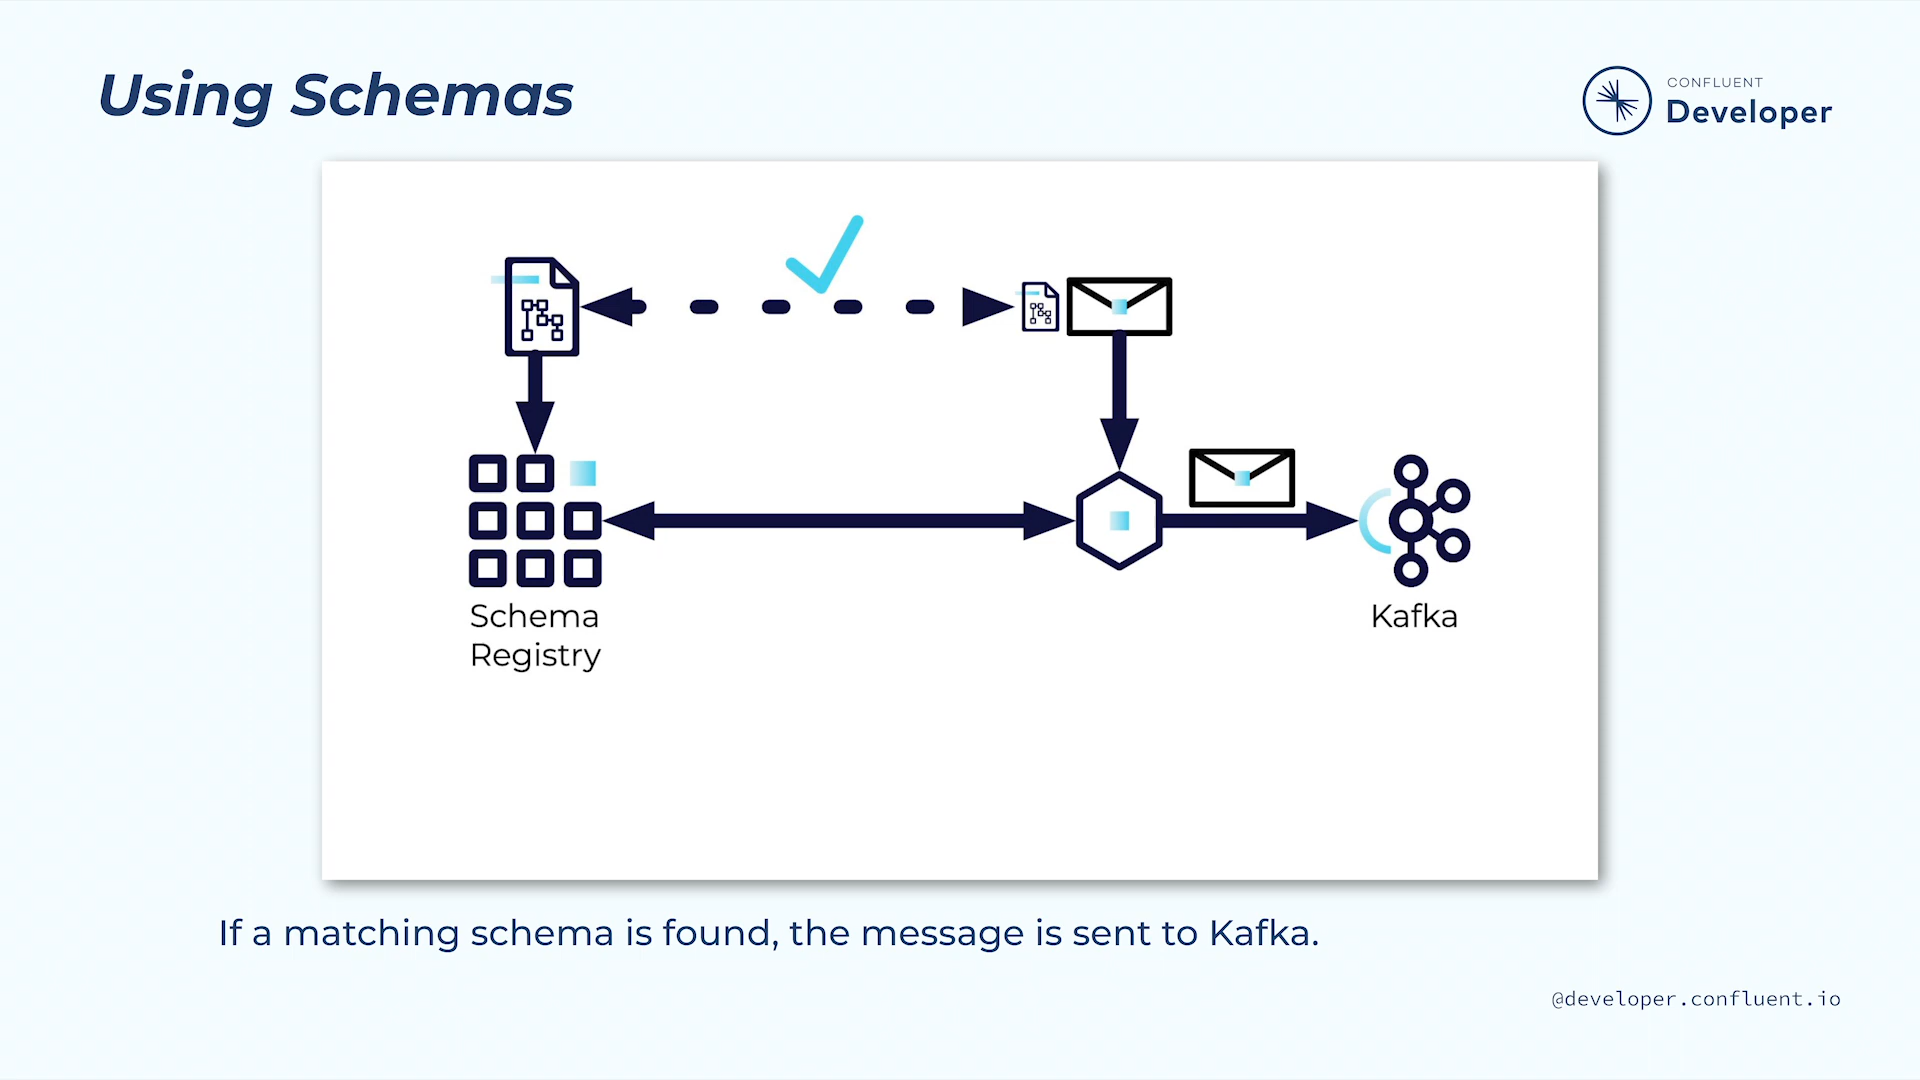 Using Schemas
CONFLUENT
Developer
Schema
Registry
Kafka
If a matching schema is found, the message is sent to Kafka.
@developer.confluent.io